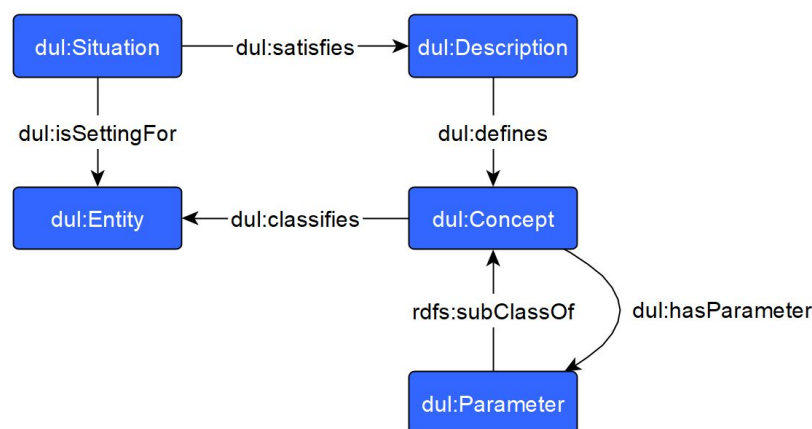 dul:Situation
dul:satisfies
dul:Description
dul:isSettingFor
dul:defines
dul:Entity
dul:classifies
dul:Concept
rdfs:subClassOf
dul:hasParameter
dul:Parameter